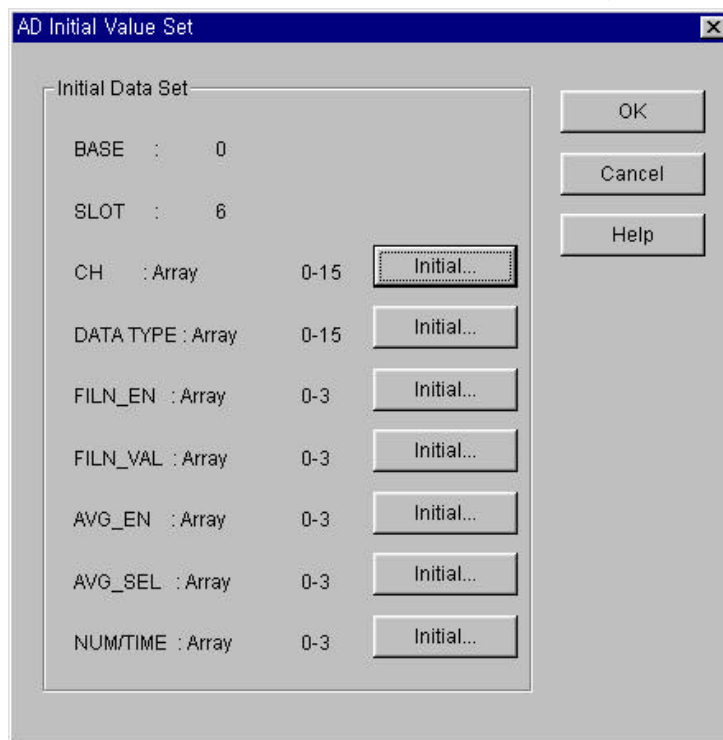 AD Initial Value Set
Initial Data Set
BASE : 0
SLOT : 6
CH : Array 0-15 Initial...
DATA TYPE : Array 0-15 Initial...
FILN_EN : Array 0-3 Initial...
FILN_VAL : Array 0-3 Initial...
AVG_EN : Array 0-3 Initial...
AVG_SEL : Array 0-3 Initial...
NUM/TIME : Array 0-3 Initial...
OK
Cancel
Help